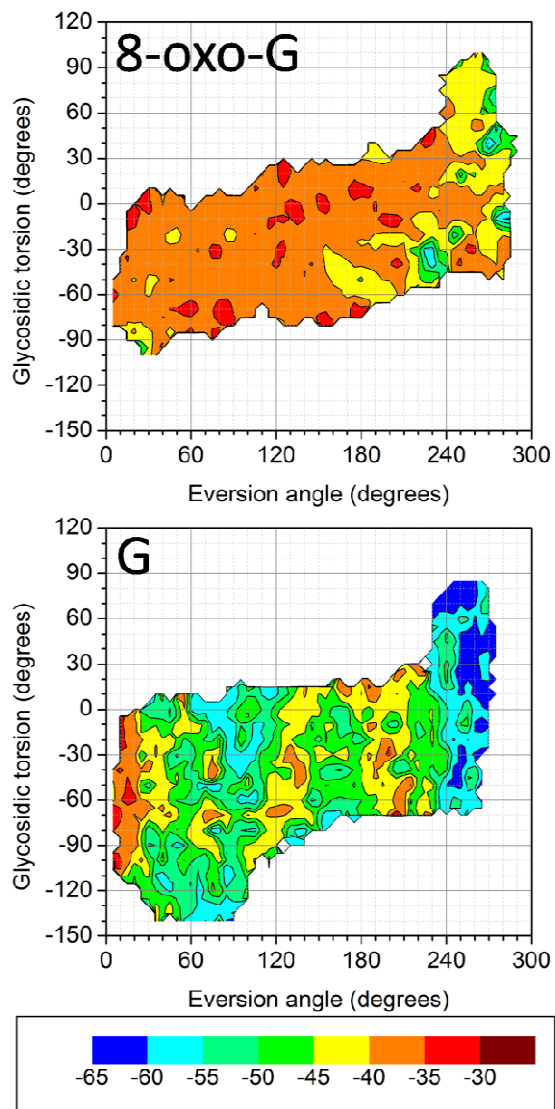 8-oxo-G
120
90
60
30
0
-30
-60
-90
-120
-150
Glycosidic torsion (degrees)
0 60 120 180 240 300
Eversion angle (degrees)
G
120
90
60
30
0
-30
-60
-90
-120
-150
Glycosidic torsion (degrees)
0 60 120 180 240 300
Eversion angle (degrees)
-65 -60 -55 -50 -45 -40 -35 -30